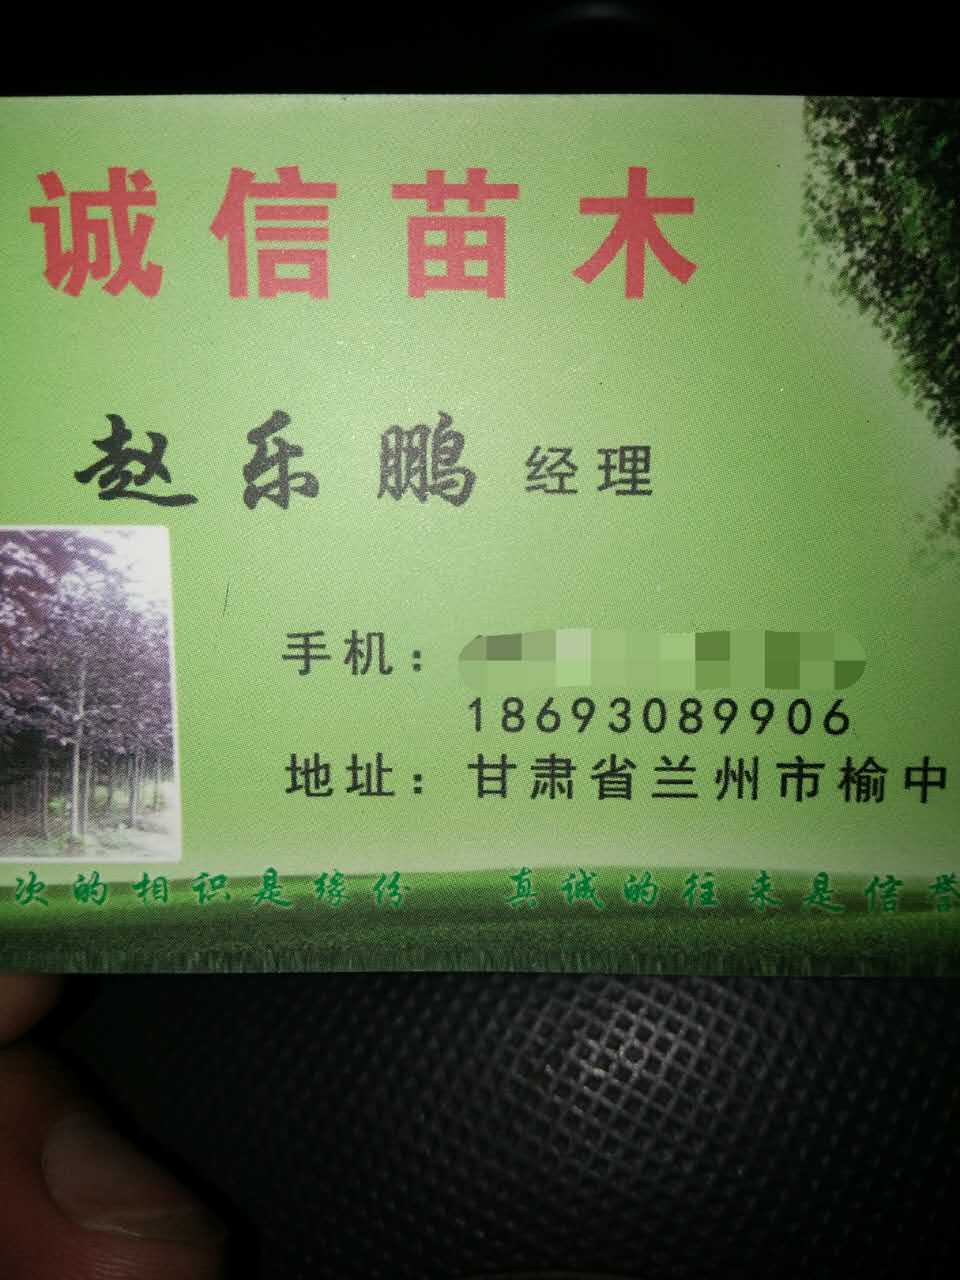 诚信苗木
赵乐鹏 经理
手机：
18693089906
地址：甘肃省兰州市榆中
次的相识是缘份 真诚的往来是信誉